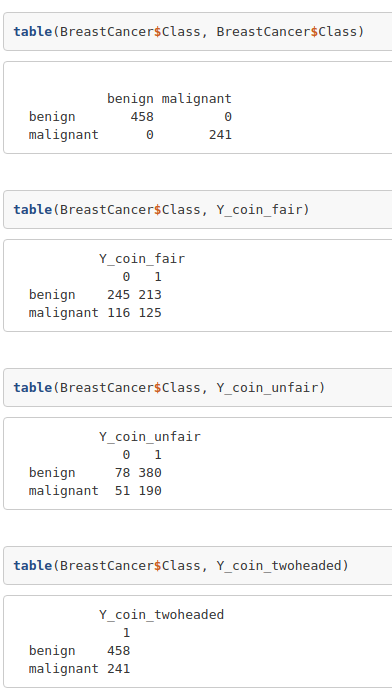 table(BreastCancer$Class, BreastCancer$Class)
benign malignant
benign 458 0
malignant 0 241
table(BreastCancer$Class, Y_coin_fair)
Y_coin_fair
0 1
benign 245 213
malignant 116 125
table(BreastCancer$Class, Y_coin_unfair)
Y_coin_unfair
0 1
benign 78 380
malignant 51 190
table(BreastCancer$Class, Y_coin_twoheaded)
Y_coin_twoheaded
1
benign 458
malignant 241